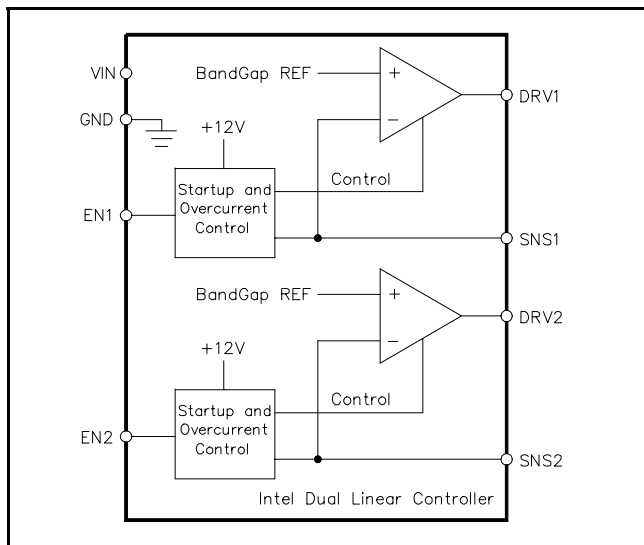 VIN
BandGap REF
+
DRV1
GND
+12V
−
Control
Startup and
Overcurrent
Control
EN1
SNS1
BandGap REF
+
DRV2
+12V
−
Control
Startup and
Overcurrent
Control
EN2
SNS2
Intel Dual Linear Controller